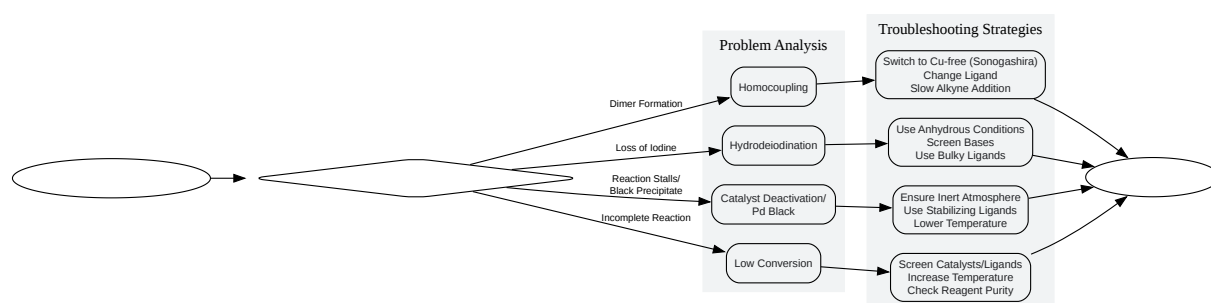 Problem Analysis
Troubleshooting Strategies
Dimer Formation
Homocoupling
Switch to Cu-free (Sonogashira)
Change Ligand
Slow Alkyne Addition
Loss of Iodine
Hydrodeiodination
Use Anhydrous Conditions
Screen Bases
Use Bulky Ligands
Reaction Stalls/
Black Precipitate
Catalyst Deactivation/
Pd Black
Ensure Inert Atmosphere
Use Stabilizing Ligands
Lower Temperature
Incomplete Reaction
Low Conversion
Screen Catalysts/Ligands
Increase Temperature
Check Reagent Purity